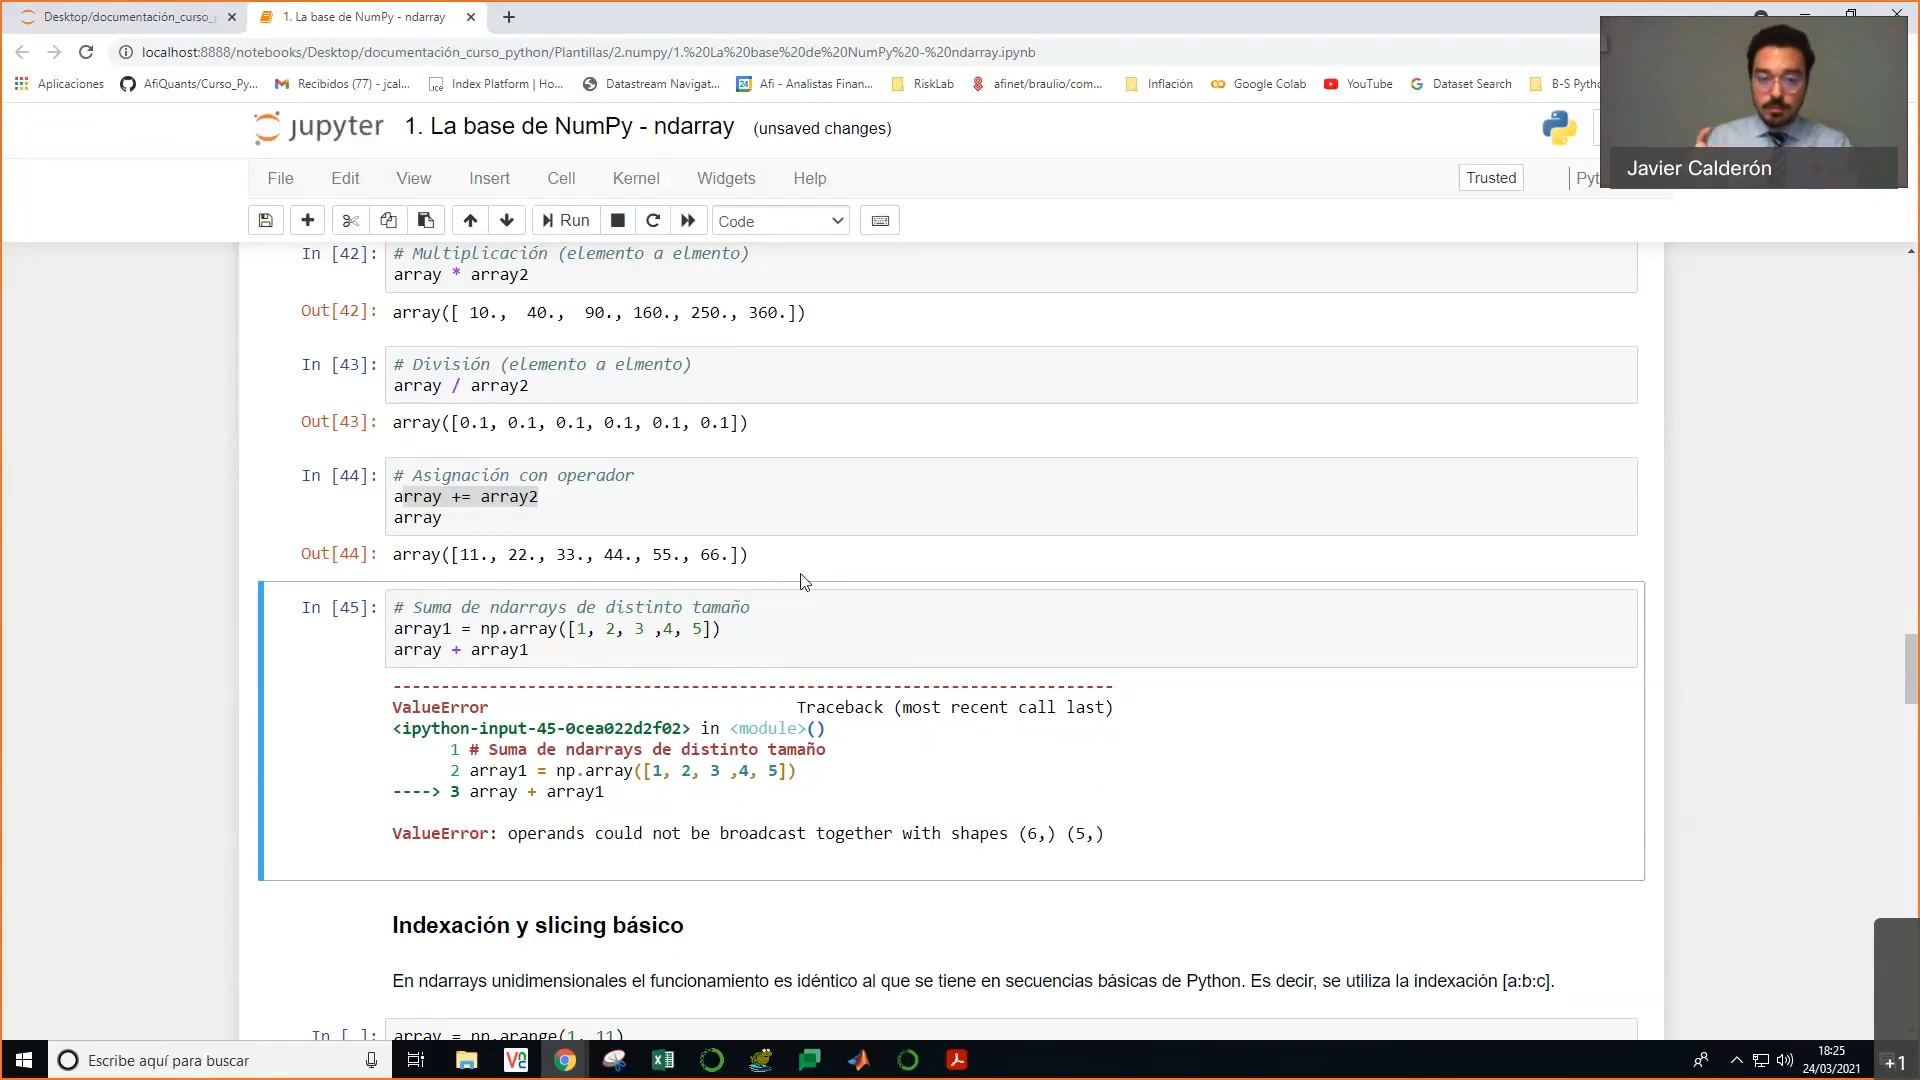 Desktop/documentación_curso_p
1. La base de NumPy - ndarray
localhost:8888/notebooks/Desktop/documentación_curso_python/Plantillas/2.numpy/1.%20La%20base%20de%20NumPy%20-%20ndarray.ipynb
Aplicaciones
AfiQuants/Curso_Py...
Recibidos (77) - jcal...
Index Platform | Ho...
Datastream Navigat...
Afi - Analistas Finan...
RiskLab
afinet/braulio/com...
Inflación
Google Colab
YouTube
Dataset Search
B-S Pytho
Javier Calderón
jupyter
1. La base de NumPy - ndarray
(unsaved changes)
File
Edit
View
Insert
Cell
Kernel
Widgets
Help
Trusted
Pyt
Run
Code
In [42]:
# Multiplicación (elemento a elmento)
array * array2
Out[42]:
array([ 10.,  40.,  90., 160., 250., 360.])
In [43]:
# División (elemento a elmento)
array / array2
Out[43]:
array([0.1, 0.1, 0.1, 0.1, 0.1, 0.1])
In [44]:
# Asignación con operador
array += array2
array
Out[44]:
array([11., 22., 33., 44., 55., 66.])
In [45]:
# Suma de ndarrays de distinto tamaño
array1 = np.array([1, 2, 3 ,4, 5])
array + array1
---------------------------------------------------------------------------
ValueError                                Traceback (most recent call last)
<ipython-input-45-0cea022d2f02> in <module>()
1 # Suma de ndarrays de distinto tamaño
2 array1 = np.array([1, 2, 3 ,4, 5])
----> 3 array + array1
ValueError: operands could not be broadcast together with shapes (6,) (5,)
Indexación y slicing básico
En ndarrays unidimensionales el funcionamiento es idéntico al que se tiene en secuencias básicas de Python. Es decir, se utiliza la indexación [a:b:c].
In [ ]:
array = np.arange(1, 11)
Escribe aquí para buscar
18:25
24/03/2021
+1